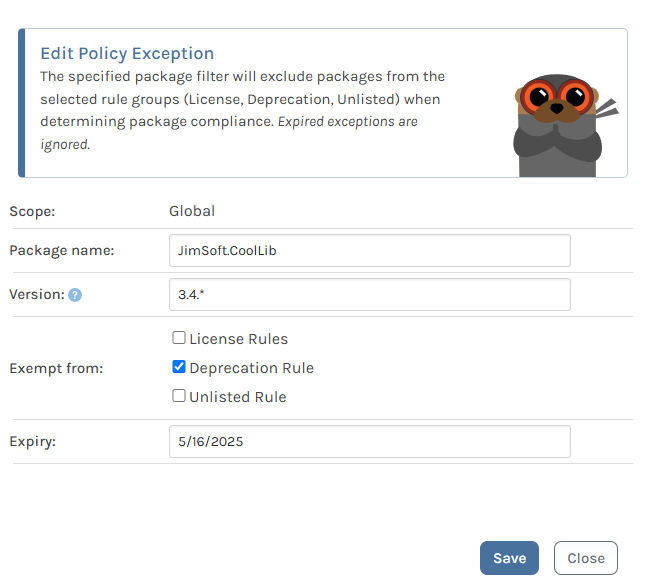 Edit Policy Exception
The specified package filter will exclude packages from the
selected rule groups (License, Deprecation, Unlisted) when
determining package compliance. Expired exceptions are
ignored.
Scope: Global
Package name: JimSoft.CoolLib
Version: ? 3.4.*
License Rules
Exempt from: Deprecation Rule
Unlisted Rule
Expiry: 5/16/2025
Save Close